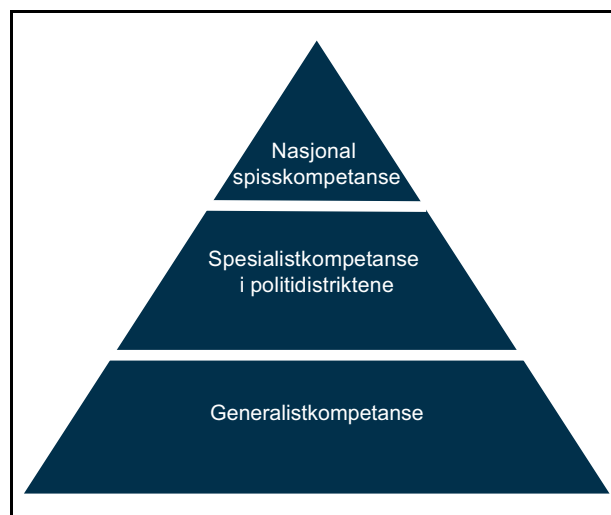 Nasjonal
spisskompetanse
Spesialistkompetanse
i politidistriktene
Generalistkompetanse